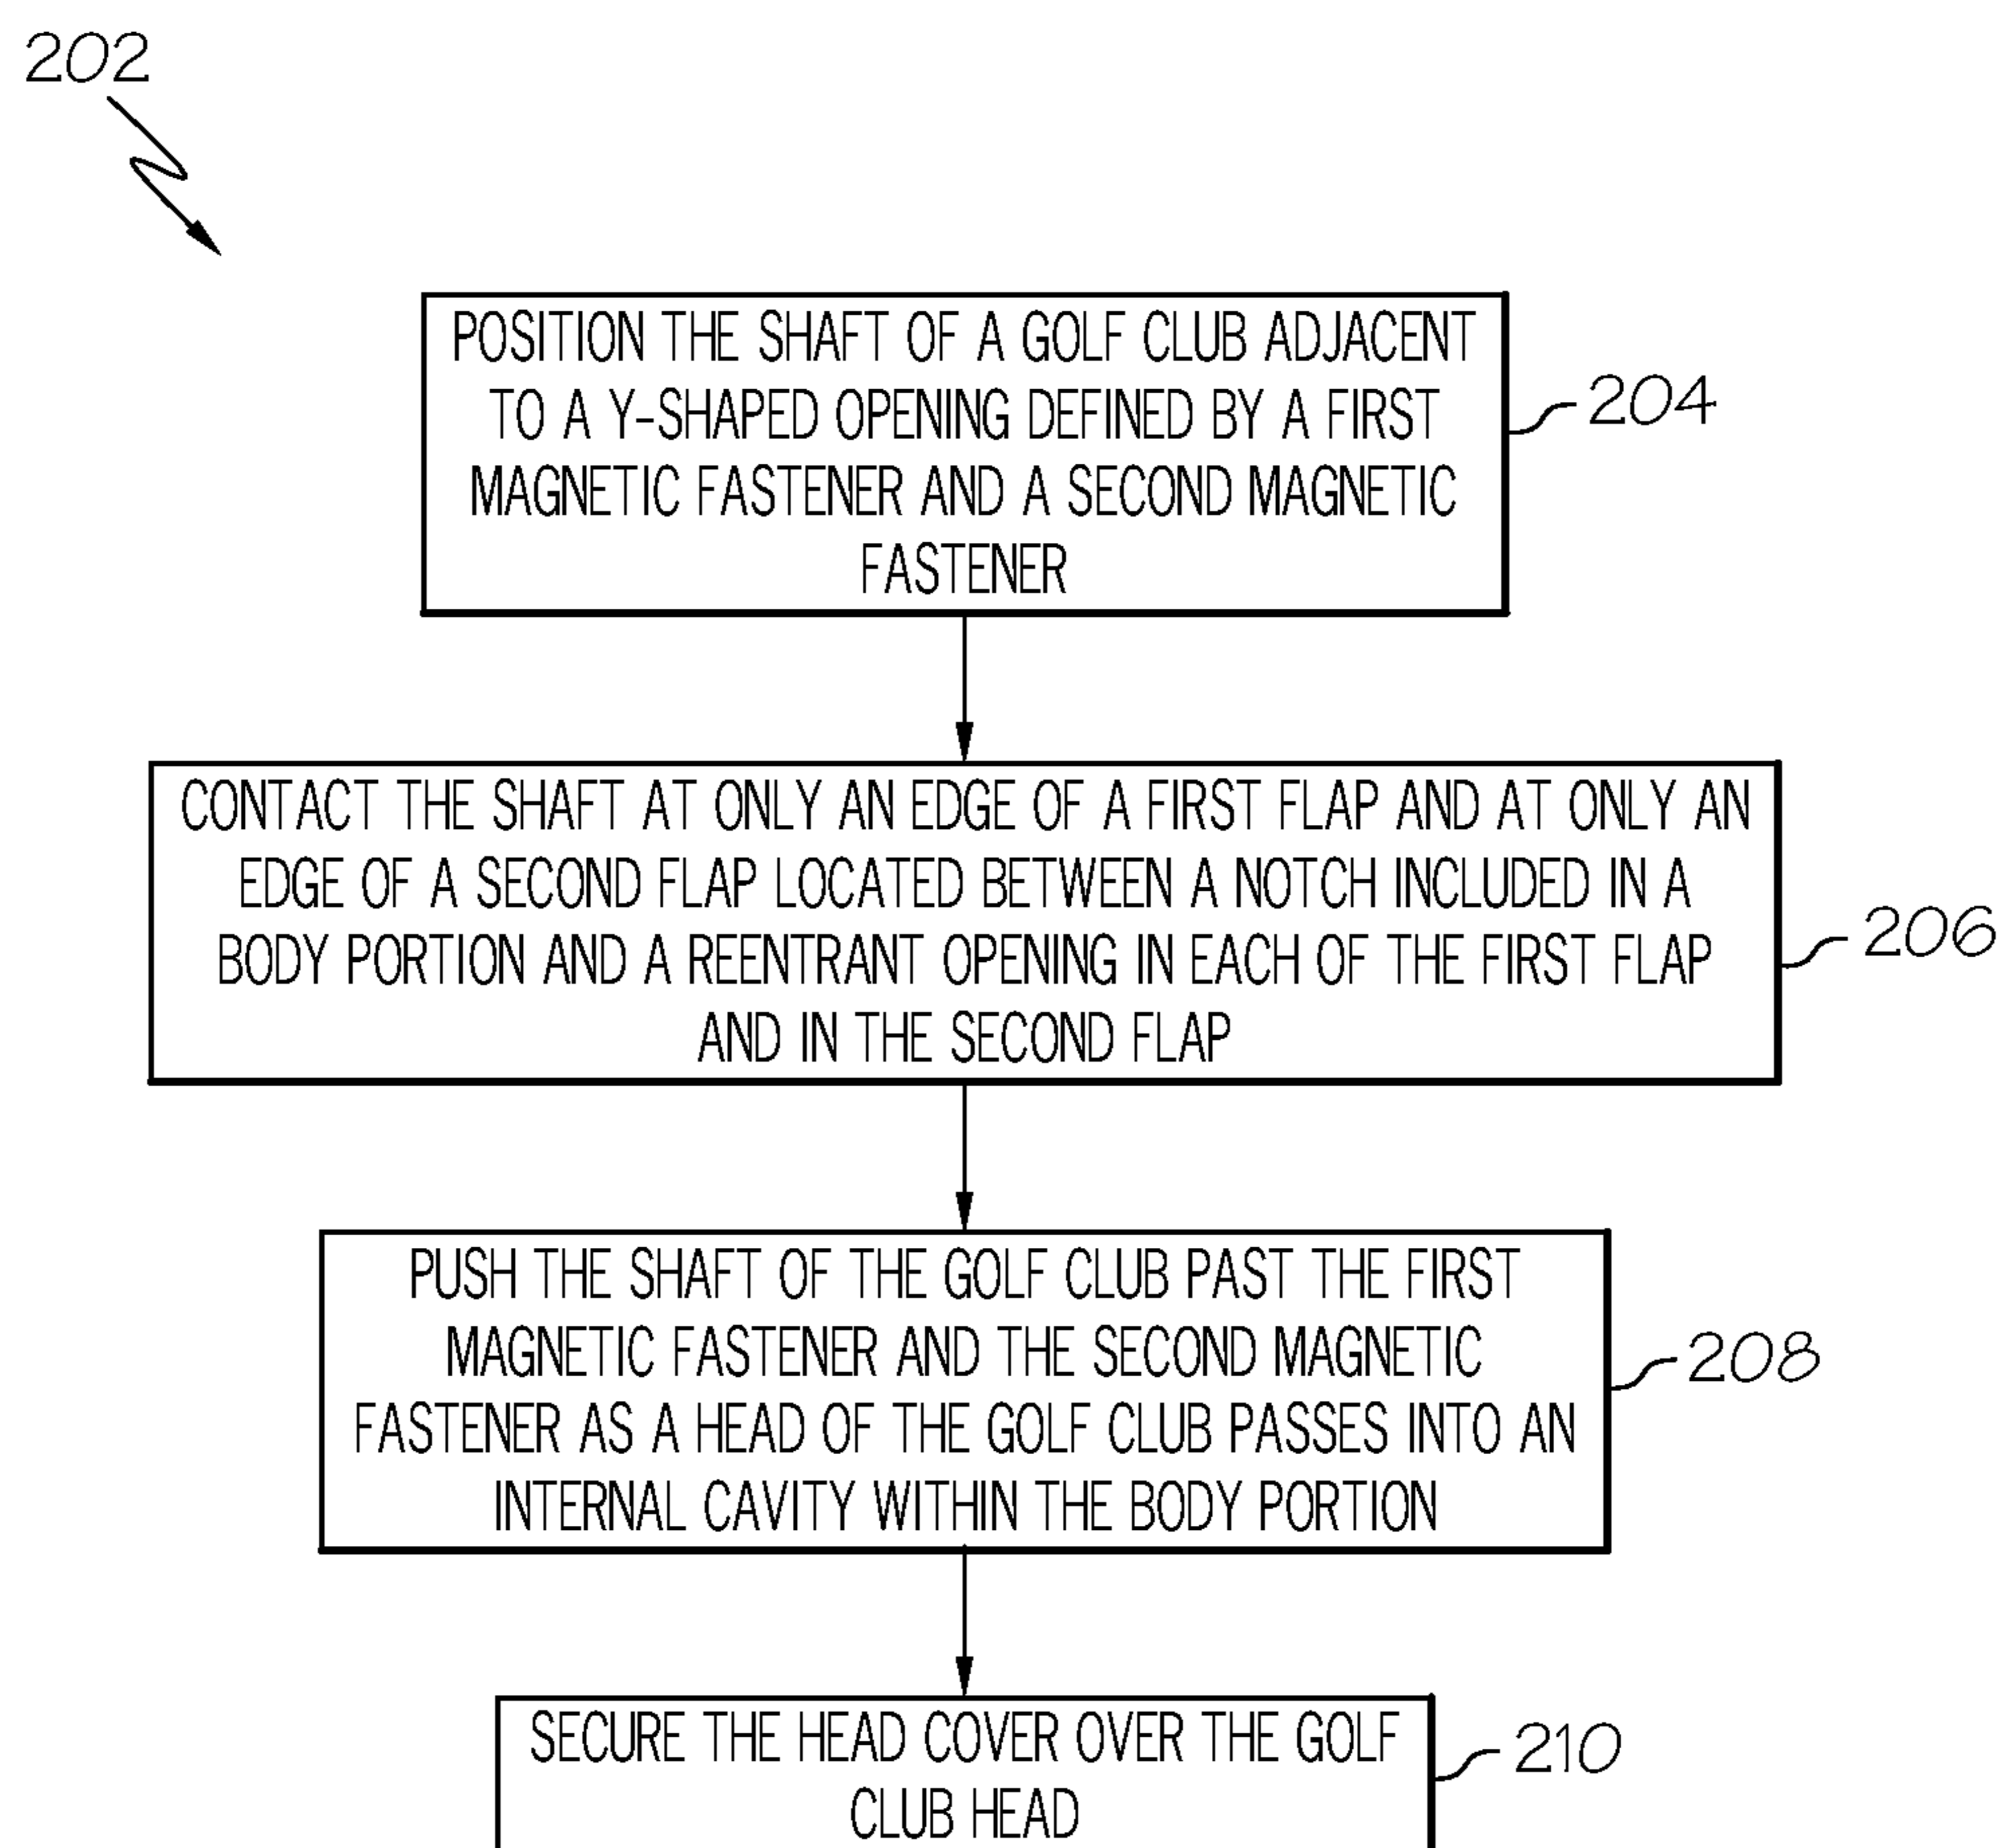 202
POSITION THE SHAFT OF A GOLF CLUB ADJACENT
TO A Y-SHAPED OPENING DEFINED BY A FIRST
MAGNETIC FASTENER AND A SECOND MAGNETIC
FASTENER
204
CONTACT THE SHAFT AT ONLY AN EDGE OF A FIRST FLAP AND AT ONLY AN
EDGE OF A SECOND FLAP LOCATED BETWEEN A NOTCH INCLUDED IN A
BODY PORTION AND A REENTRANT OPENING IN EACH OF THE FIRST FLAP
AND IN THE SECOND FLAP
206
PUSH THE SHAFT OF THE GOLF CLUB PAST THE FIRST
MAGNETIC FASTENER AND THE SECOND MAGNETIC
FASTENER AS A HEAD OF THE GOLF CLUB PASSES INTO AN
INTERNAL CAVITY WITHIN THE BODY PORTION
208
SECURE THE HEAD COVER OVER THE GOLF
CLUB HEAD
210